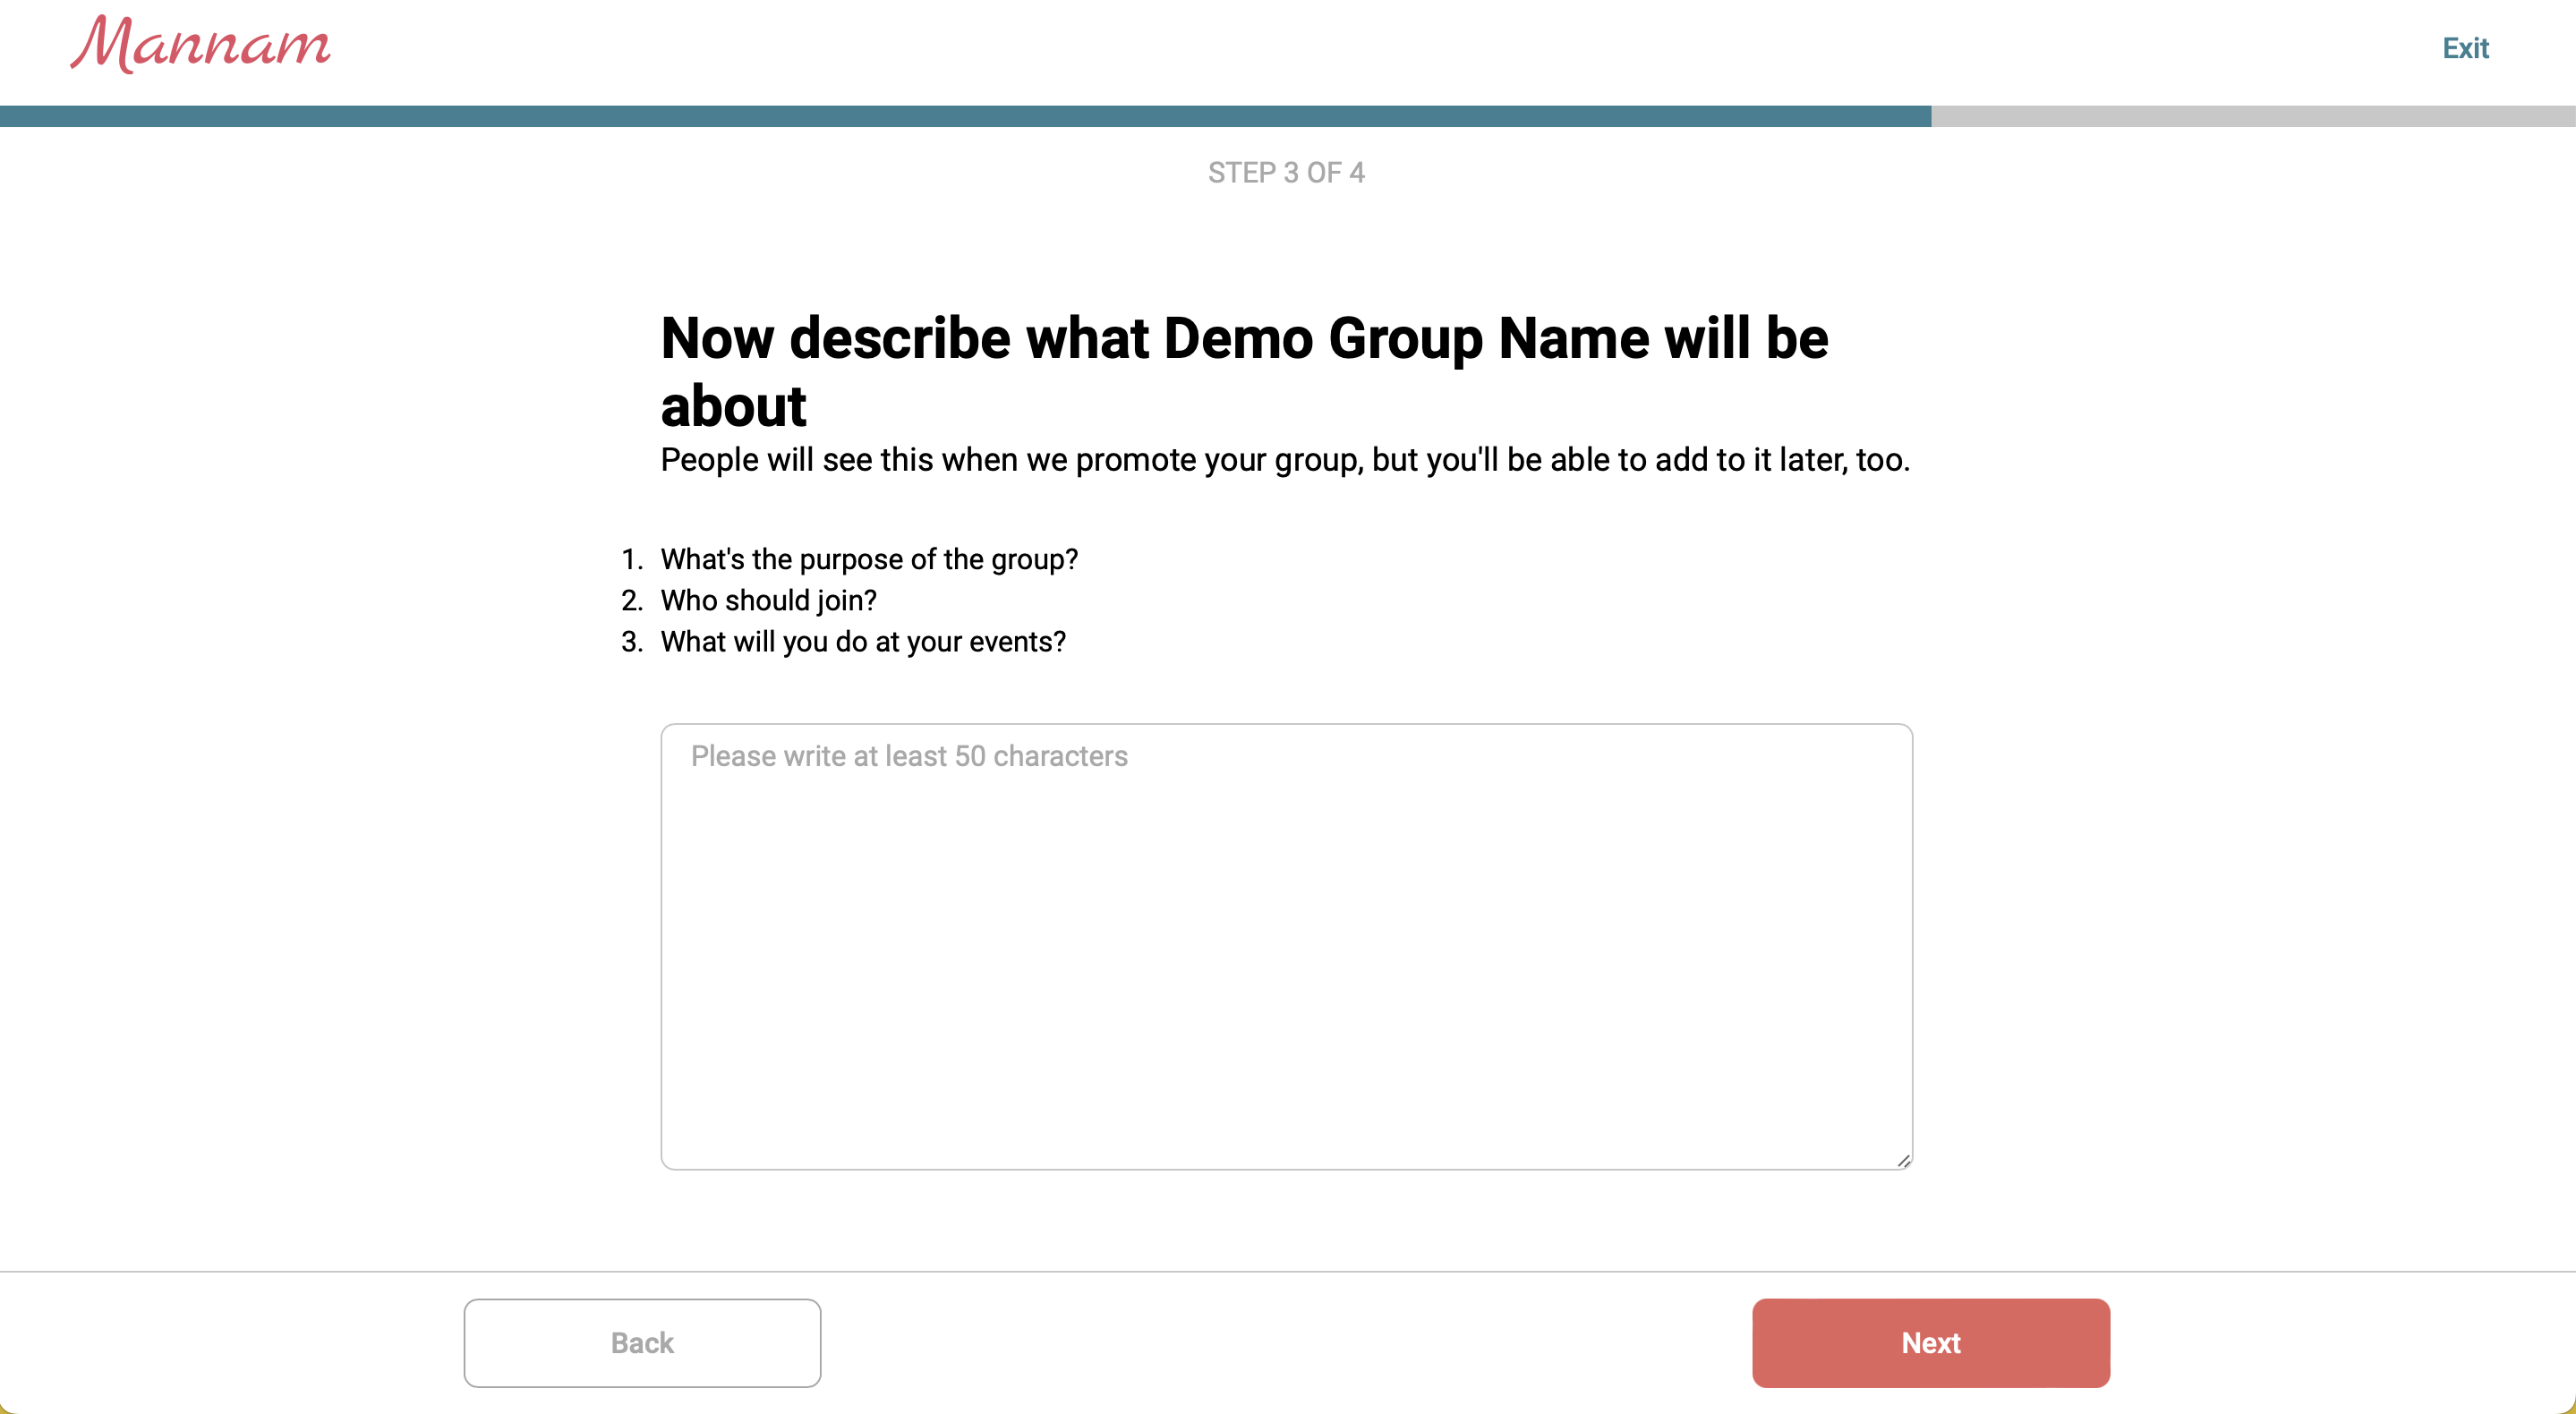 Mannam
Exit
STEP 3 OF 4
Now describe what Demo Group Name will be
about
People will see this when we promote your group, but you'll be able to add to it later, too.
1. What's the purpose of the group?
2. Who should join?
3. What will you do at your events?
Please write at least 50 characters
Back
Next